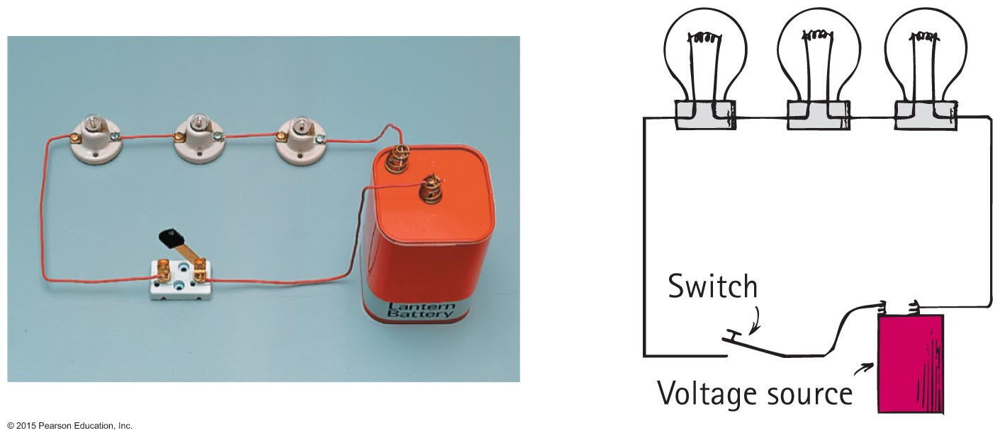 Lantern
Battery
Switch
Voltage source
© 2015 Pearson Education, Inc.